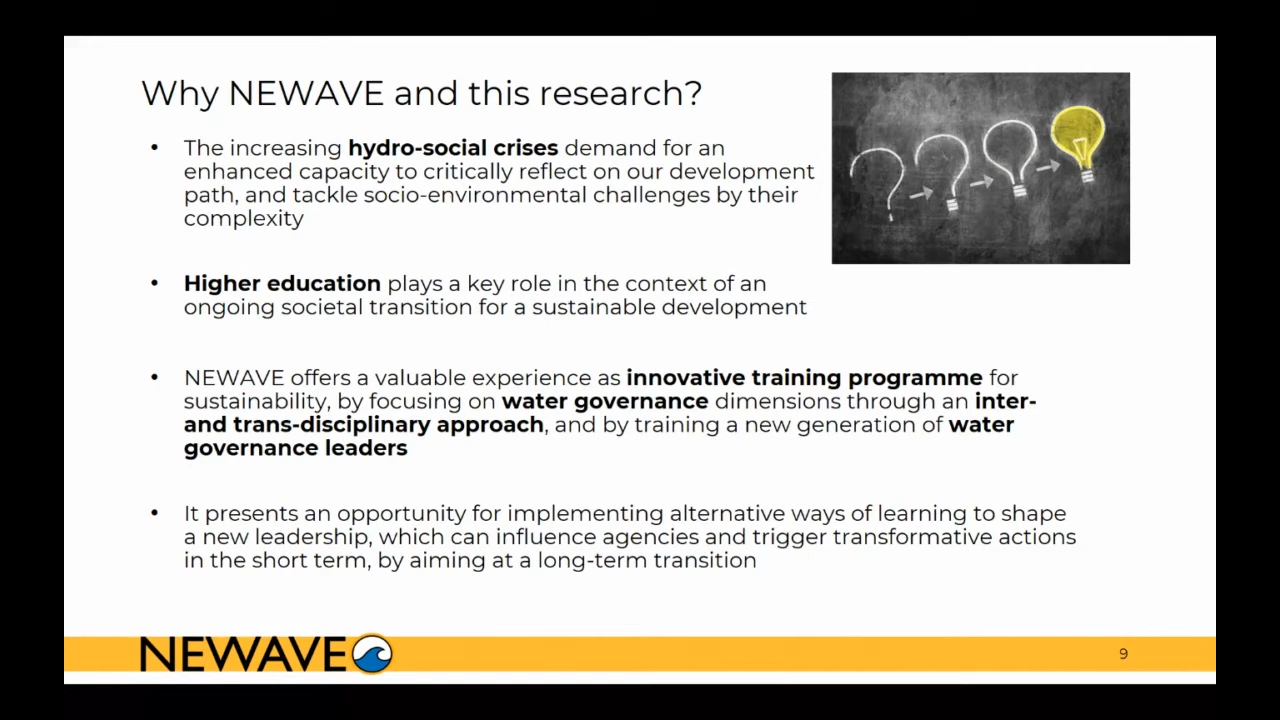 Why NEWAVE and this research?
• The increasing hydro-social crises demand for an
enhanced capacity to critically reflect on our development
path, and tackle socio-environmental challenges by their
complexity
• Higher education plays a key role in the context of an
ongoing societal transition for a sustainable development
• NEWAVE offers a valuable experience as innovative training programme for
sustainability, by focusing on water governance dimensions through an inter-
and trans-disciplinary approach, and by training a new generation of water
governance leaders
• It presents an opportunity for implementing alternative ways of learning to shape
a new leadership, which can influence agencies and trigger transformative actions
in the short term, by aiming at a long-term transition
NEWAVE
9